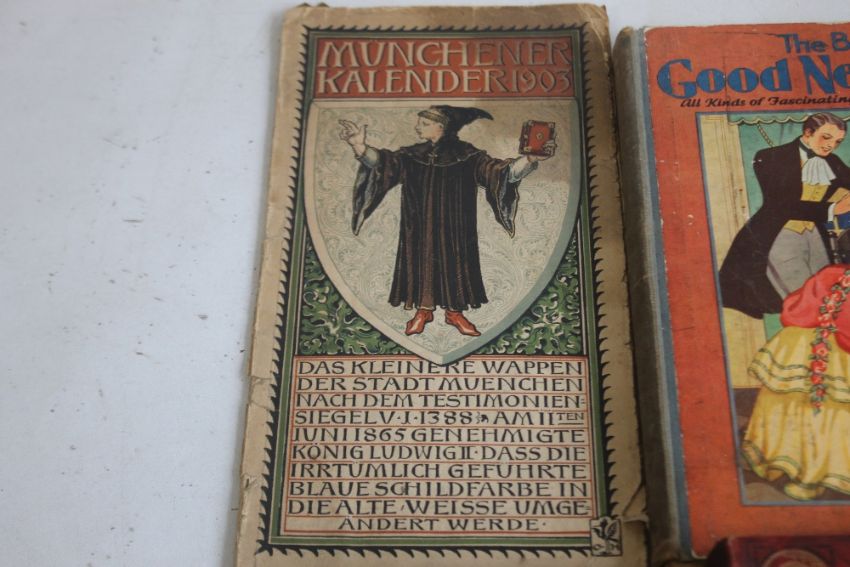 MÜNCHENER
KALENDER 1903
DAS KLEINERE WAPPEN
DER STADT MUENCHEN
NACH DEM TESTIMONIEN=
SIEGEL V · J · 1388 · AM 11TEN
JUNI 1865 GENEHMIGTE
KÖNIG LUDWIG II · DASS DIE
IRRTÜMLICH GEFÜHRTE
BLAUE SCHILDFARBE IN
DIE ALTE · WEISSE UMGE
ÄNDERT WERDE ·
The B
Good Ne
All Kinds of Fascinatin